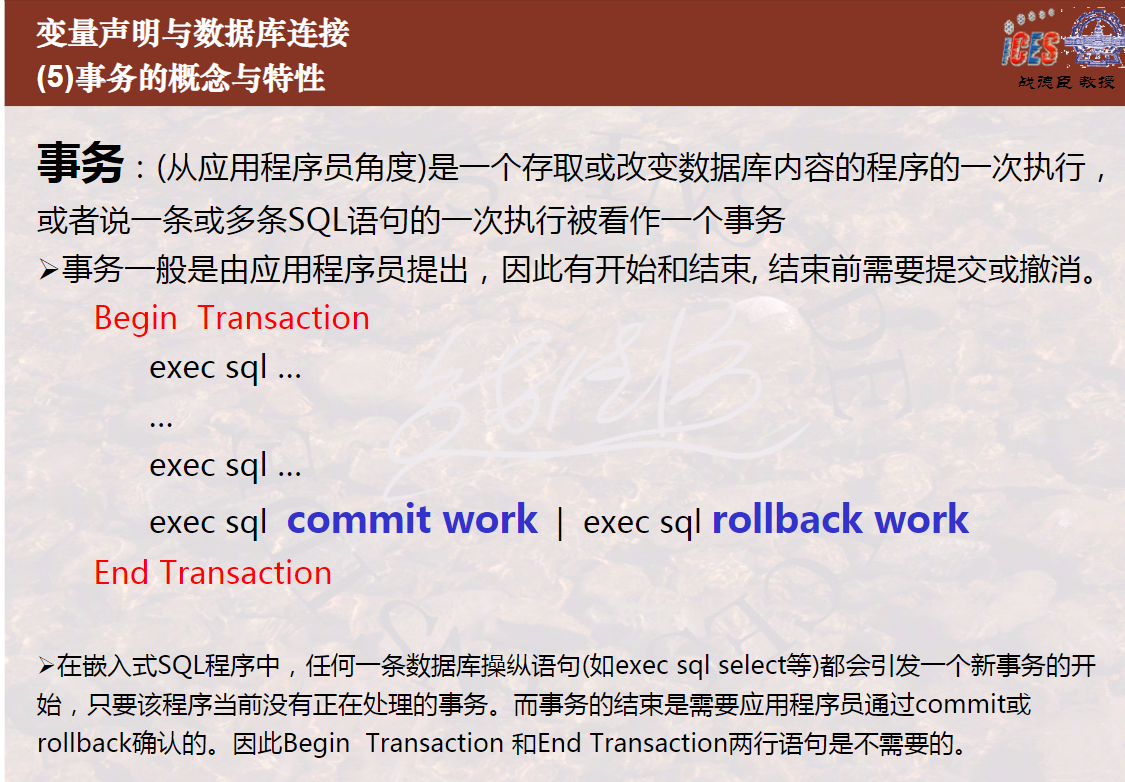 变量声明与数据库连接
(5)事务的概念与特性
iCES
战德臣 教授
事务：(从应用程序员角度)是一个存取或改变数据库内容的程序的一次执行，
或者说一条或多条SQL语句的一次执行被看作一个事务
➢事务一般是由应用程序员提出，因此有开始和结束, 结束前需要提交或撤消。
Begin Transaction
exec sql …
…
exec sql …
exec sql commit work | exec sql rollback work
End Transaction
➢在嵌入式SQL程序中，任何一条数据库操纵语句(如exec sql select等)都会引发一个新事务的开
始，只要该程序当前没有正在处理的事务。而事务的结束是需要应用程序员通过commit或
rollback确认的。因此Begin Transaction 和End Transaction两行语句是不需要的。